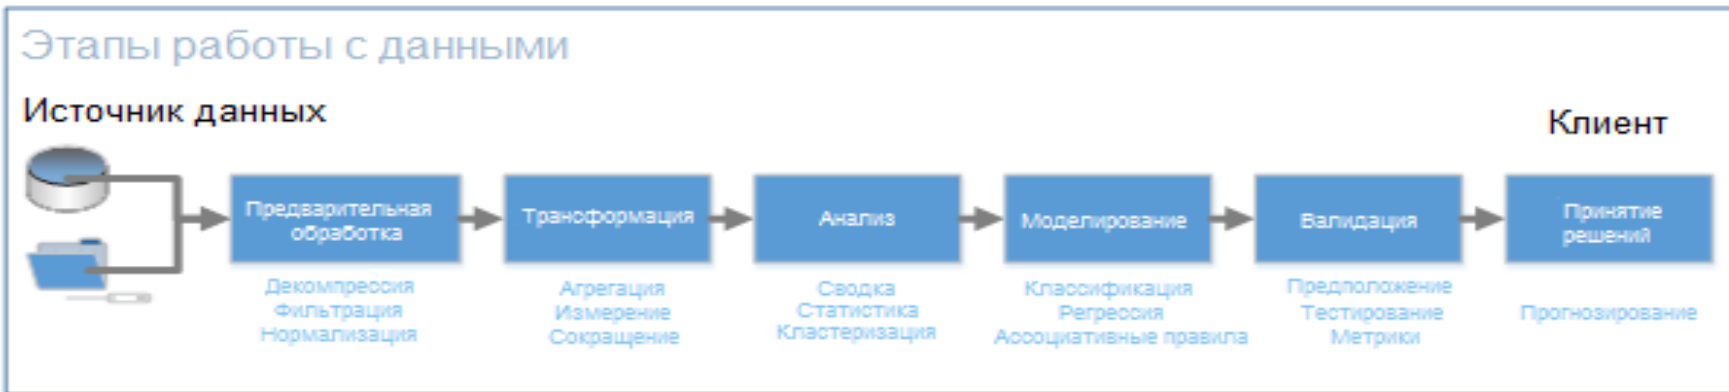 Этапы работы с данными
Источник данных
Клиент
Предварительная
обработка
Трансформация
Анализ
Моделирование
Валидация
Принятие
решений
Декомпрессия
Фильтрация
Нормализация
Агрегация
Измерение
Сокращение
Сводка
Статистика
Кластеризация
Классификация
Регрессия
Ассоциативные правила
Предположение
Тестирование
Метрики
Прогнозирование